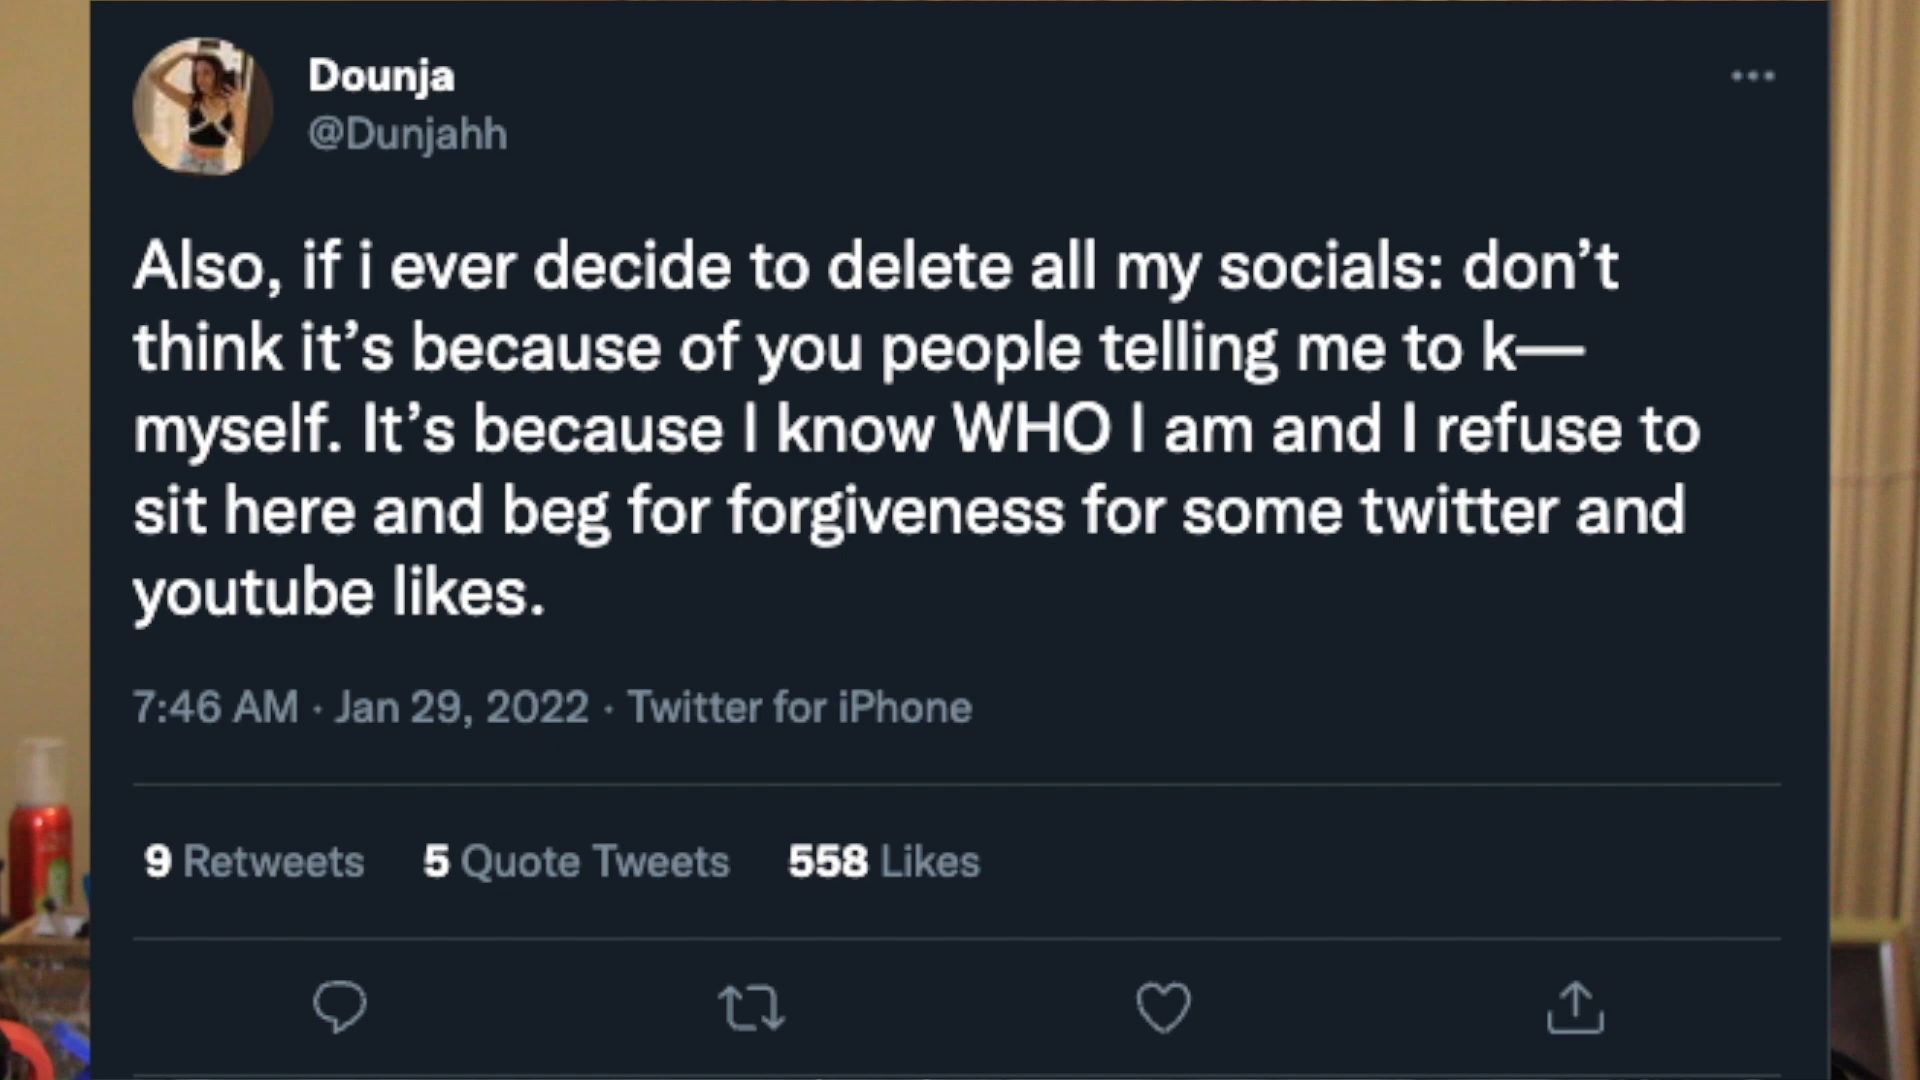 Dounja
@Dunjahh
Also, if i ever decide to delete all my socials: don’t
think it’s because of you people telling me to k—
myself. It’s because I know WHO I am and I refuse to
sit here and beg for forgiveness for some twitter and
youtube likes.
7:46 AM · Jan 29, 2022 · Twitter for iPhone
9 Retweets 5 Quote Tweets 558 Likes